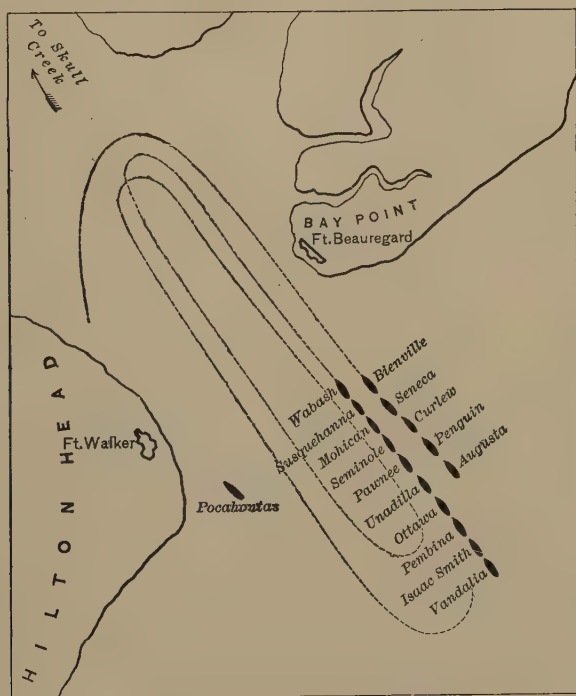 To Skull
Creek
BAY POINT
Ft. Beauregard
HILTON HEAD
Ft. Walker
Pocahontas
Bienville
Seneca
Curlew
Penguin
Augusta
Wabash
Susquehanna
Mohican
Seminole
Pawnee
Unadilla
Ottawa
Pembina
Isaac Smith
Vandalia